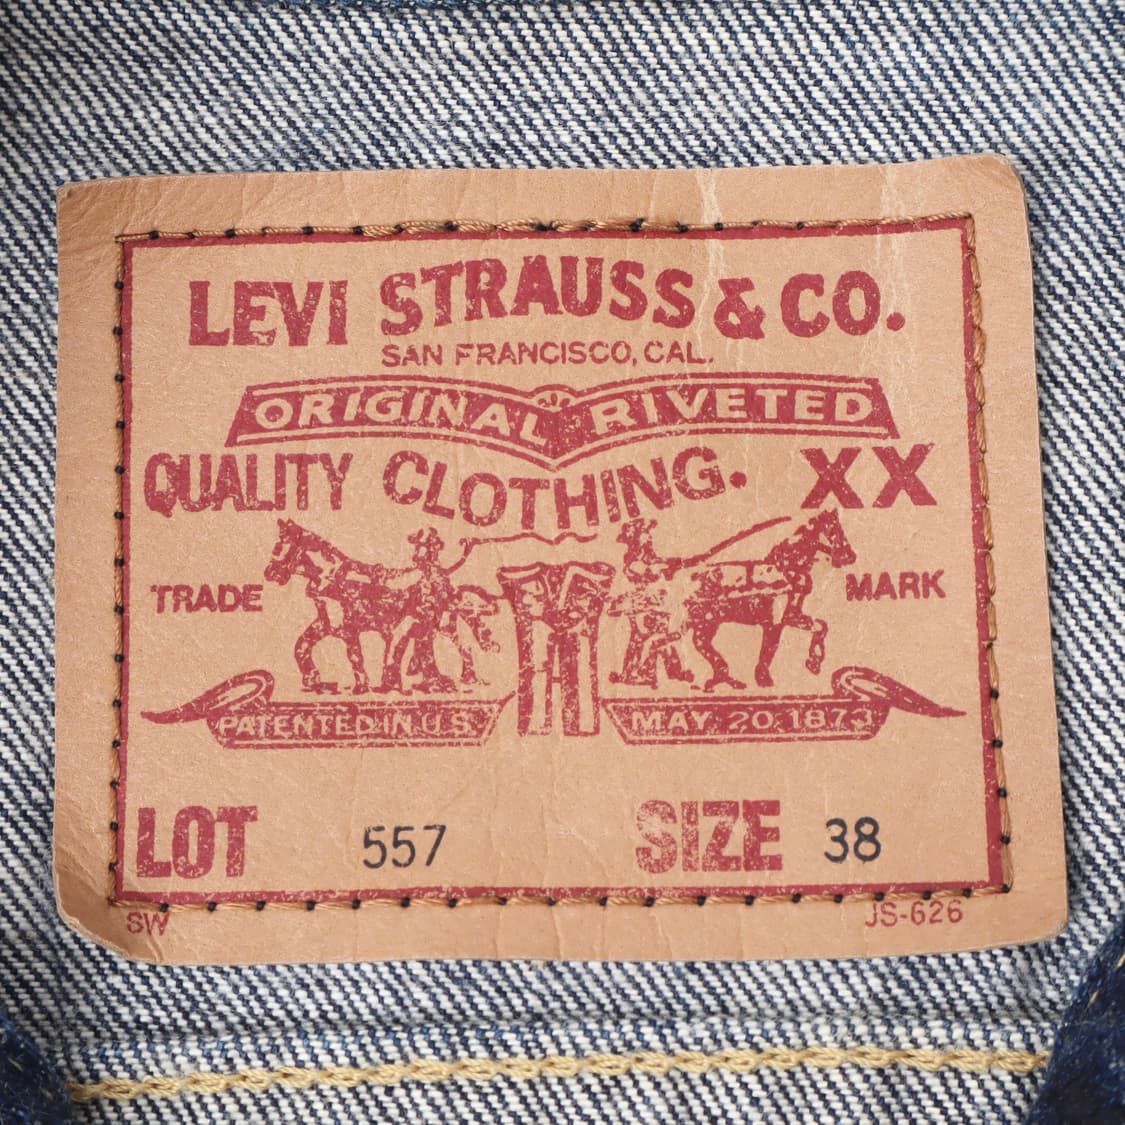 LEVI STRAUSS & CO.
SAN FRANCISCO, CAL.
ORIGINAL RIVETED
QUALITY CLOTHING. XX
TRADE MARK
PATENTED IN U.S. MAY 20 1873
LOT 557 SIZE 38
SW JS-626